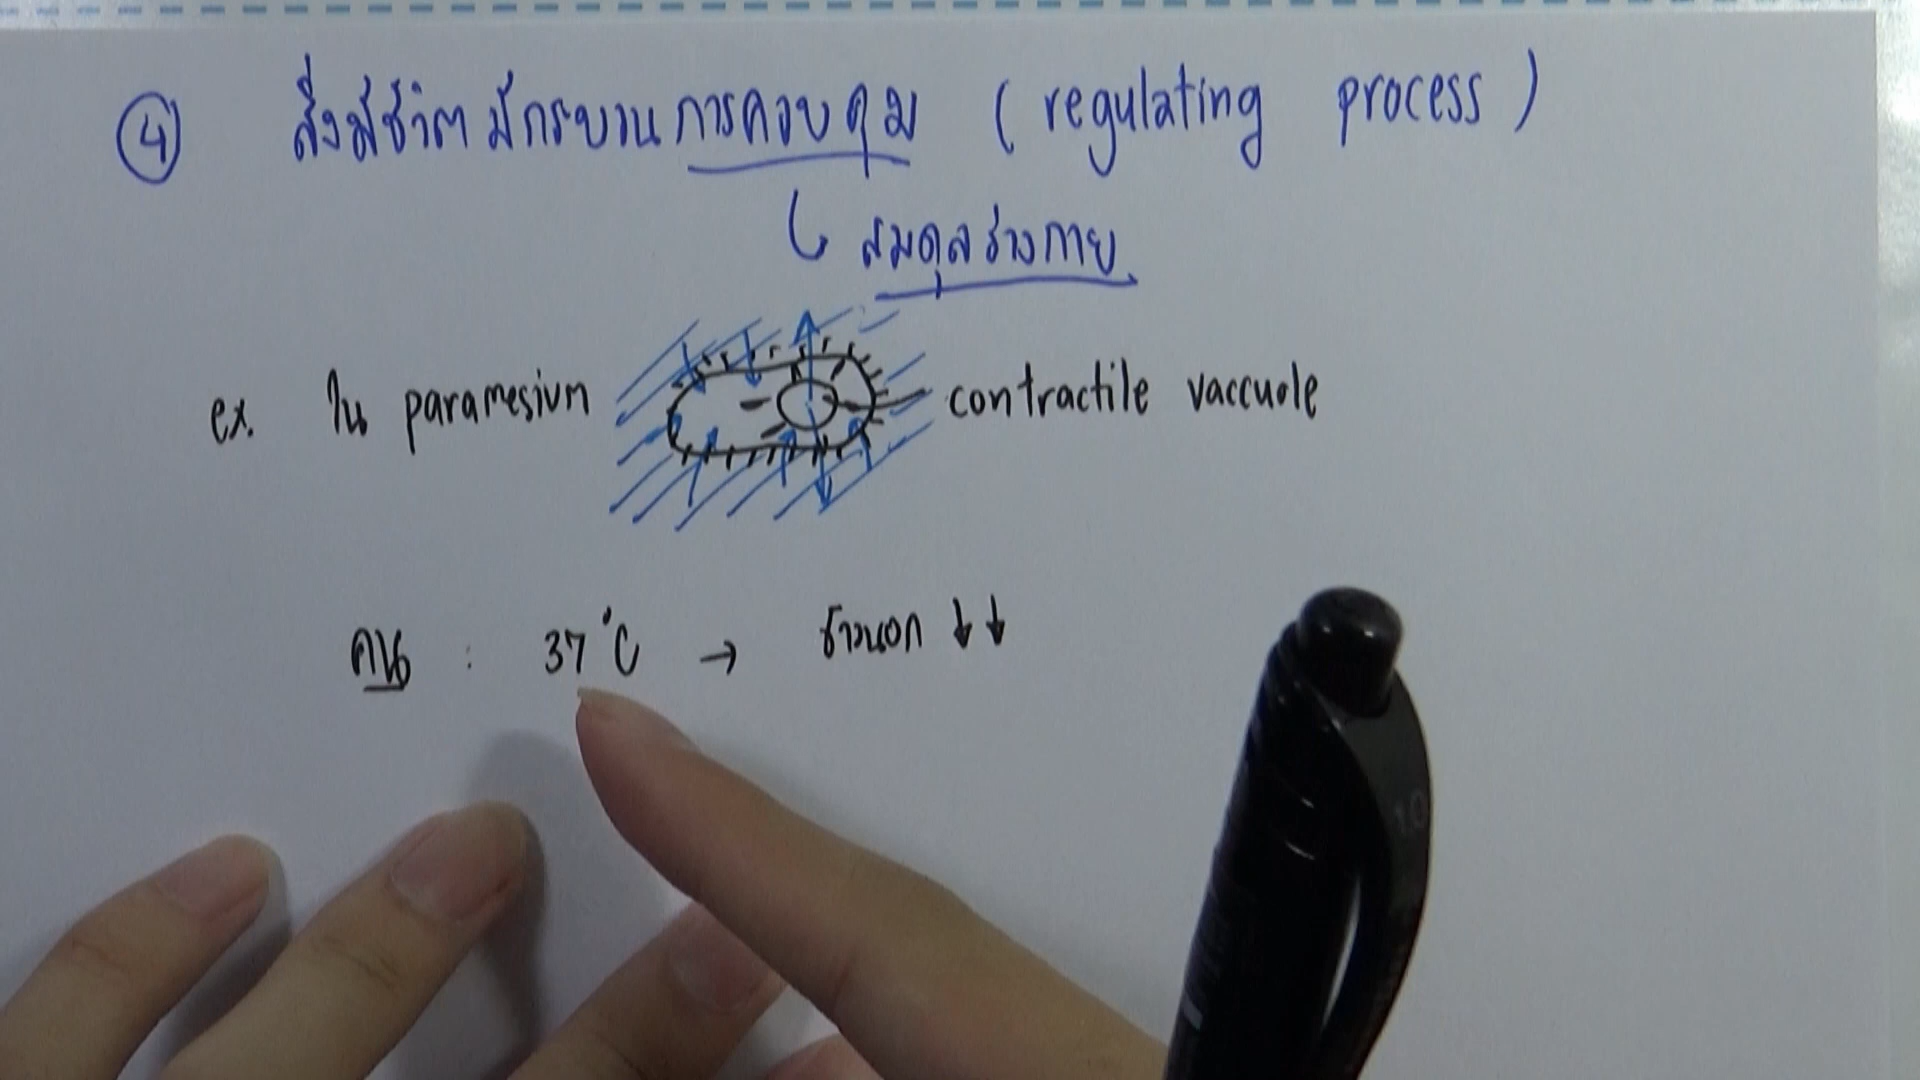 ④ สิ่งมีชีวิตมีกระบวนการควบคุม (regulating process)
↳ สมดุลร่างกาย
ex. ใน paramesium contractile vaccuole
คน : 37°C → ข้างนอก ↓↓
1.0